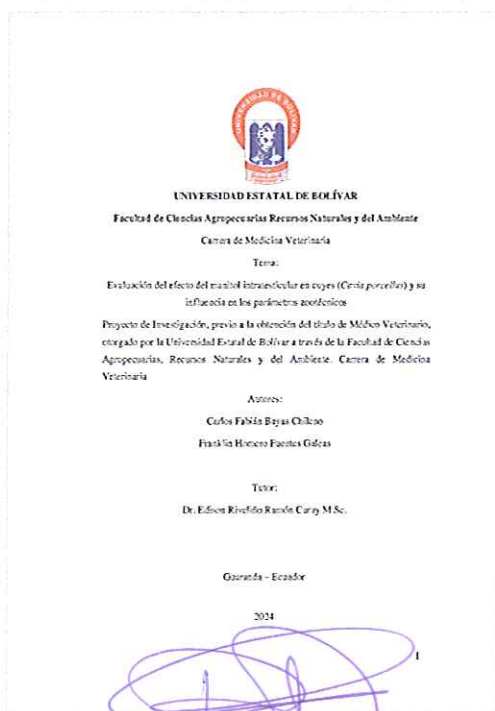 UNIVERSIDAD DE BOLIVAR
UNIVERSIDAD ESTATAL DE BOLÍVAR
Facultad de Ciencias Agropecuarias Recursos Naturales y del Ambiente
Carrera de Medicina Veterinaria
Tema:
Evaluación del efecto del manitol intratesticular en cuyes (Cavia porcellus) y su
influencia en los parámetros zootécnicos
Proyecto de Investigación, previo a la obtención del título de Médico Veterinario,
otorgado por la Universidad Estatal de Bolívar a través de la Facultad de Ciencias
Agropecuarias, Recursos Naturales y del Ambiente. Carrera de Medicina
Veterinaria
Autores:
Carlos Fabián Bayas Chileno
Franklin Homero Fuentes Galeas
Tutor:
Dr. Edison Riveliño Ramón Curay M.Sc.
Guaranda – Ecuador
2024
1